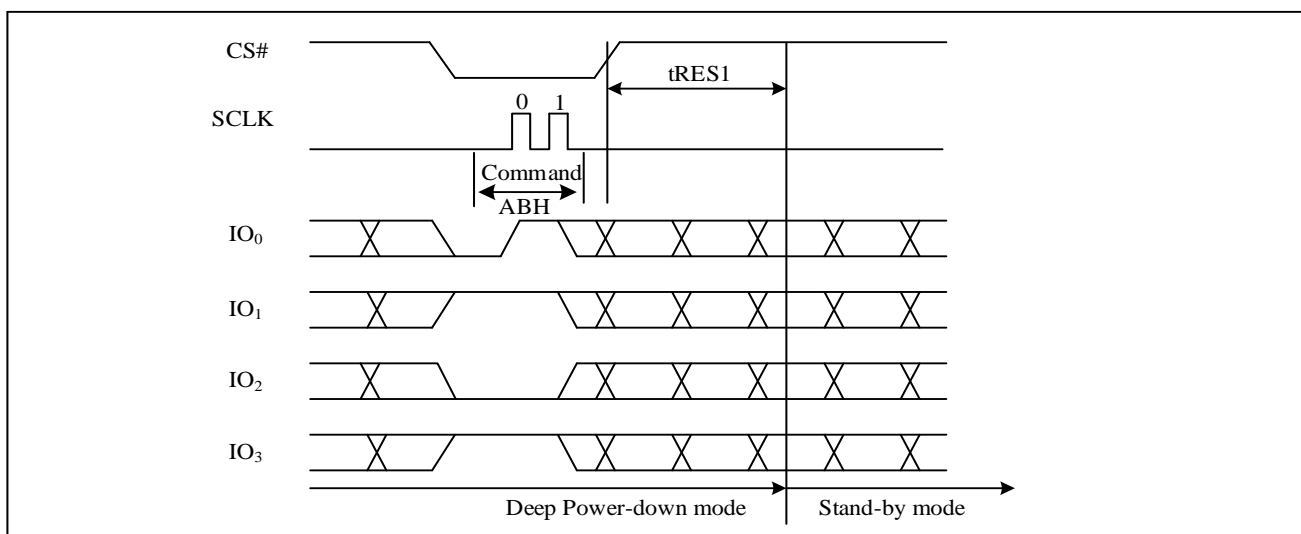 CS#
tRES1
0 1
SCLK
Command
ABH
IO₀
IO₁
IO₂
IO₃
Deep Power-down mode Stand-by mode